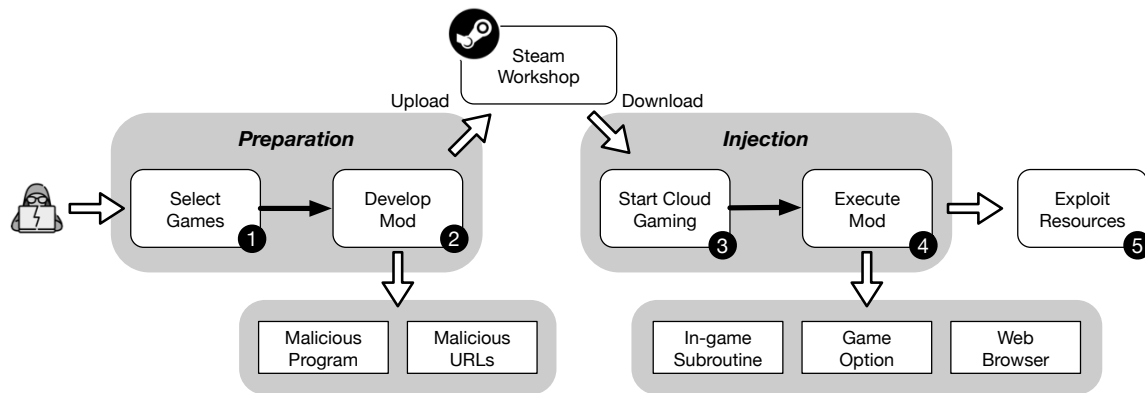 Steam
Workshop
Upload
Download
Preparation
Injection
Select
Games
1
Develop
Mod
2
Start Cloud
Gaming
3
Execute
Mod
4
Exploit
Resources
5
Malicious
Program
Malicious
URLs
In-game
Subroutine
Game
Option
Web
Browser